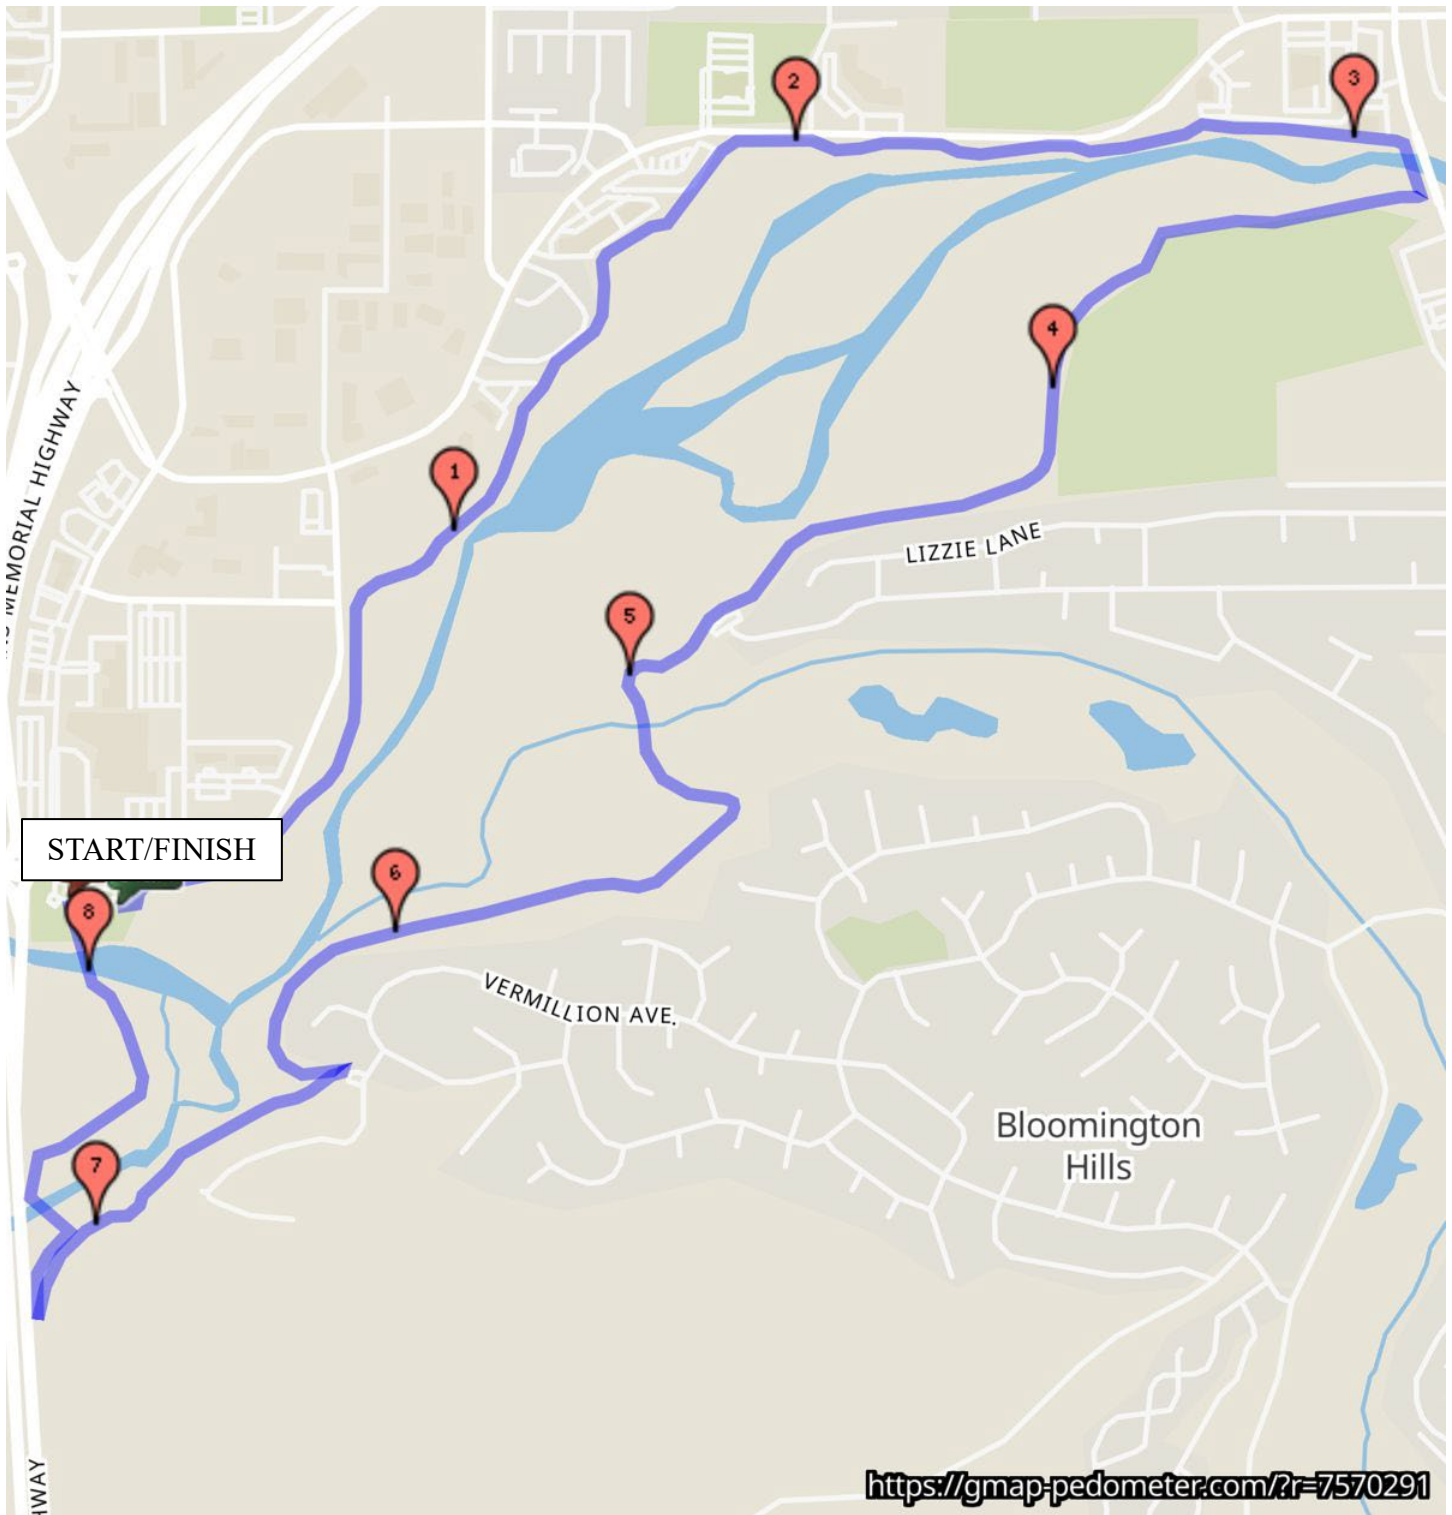 2
3
4
MEMORIAL HIGHWAY
1
LIZZIE LANE
5
START/FINISH
6
8
VERMILLION AVE.
7
Bloomington
Hills
https://gmap-pedometer.com/?r=7570291